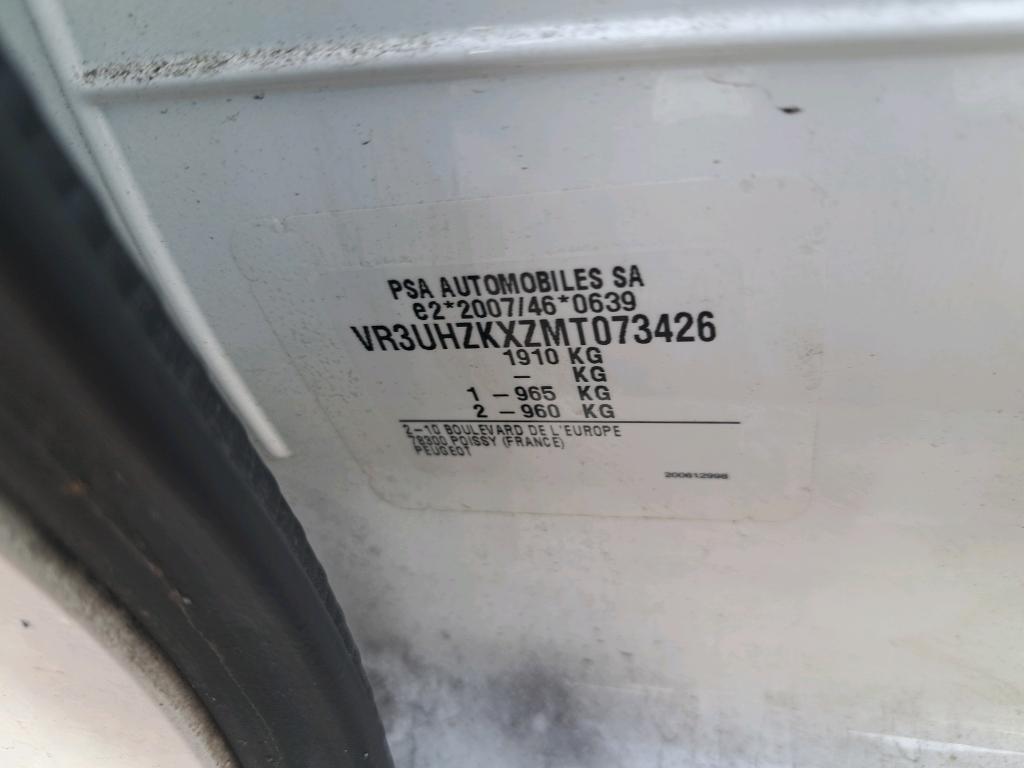 PSA AUTOMOBILES SA
e2*2007/46*0639
VR3UHZKXZMT073426
1910 KG
– KG
1 – 965 KG
2 – 960 KG
2–10 BOULEVARD DE L'EUROPE
78300 POISSY (FRANCE)
PEUGEOT
200612998